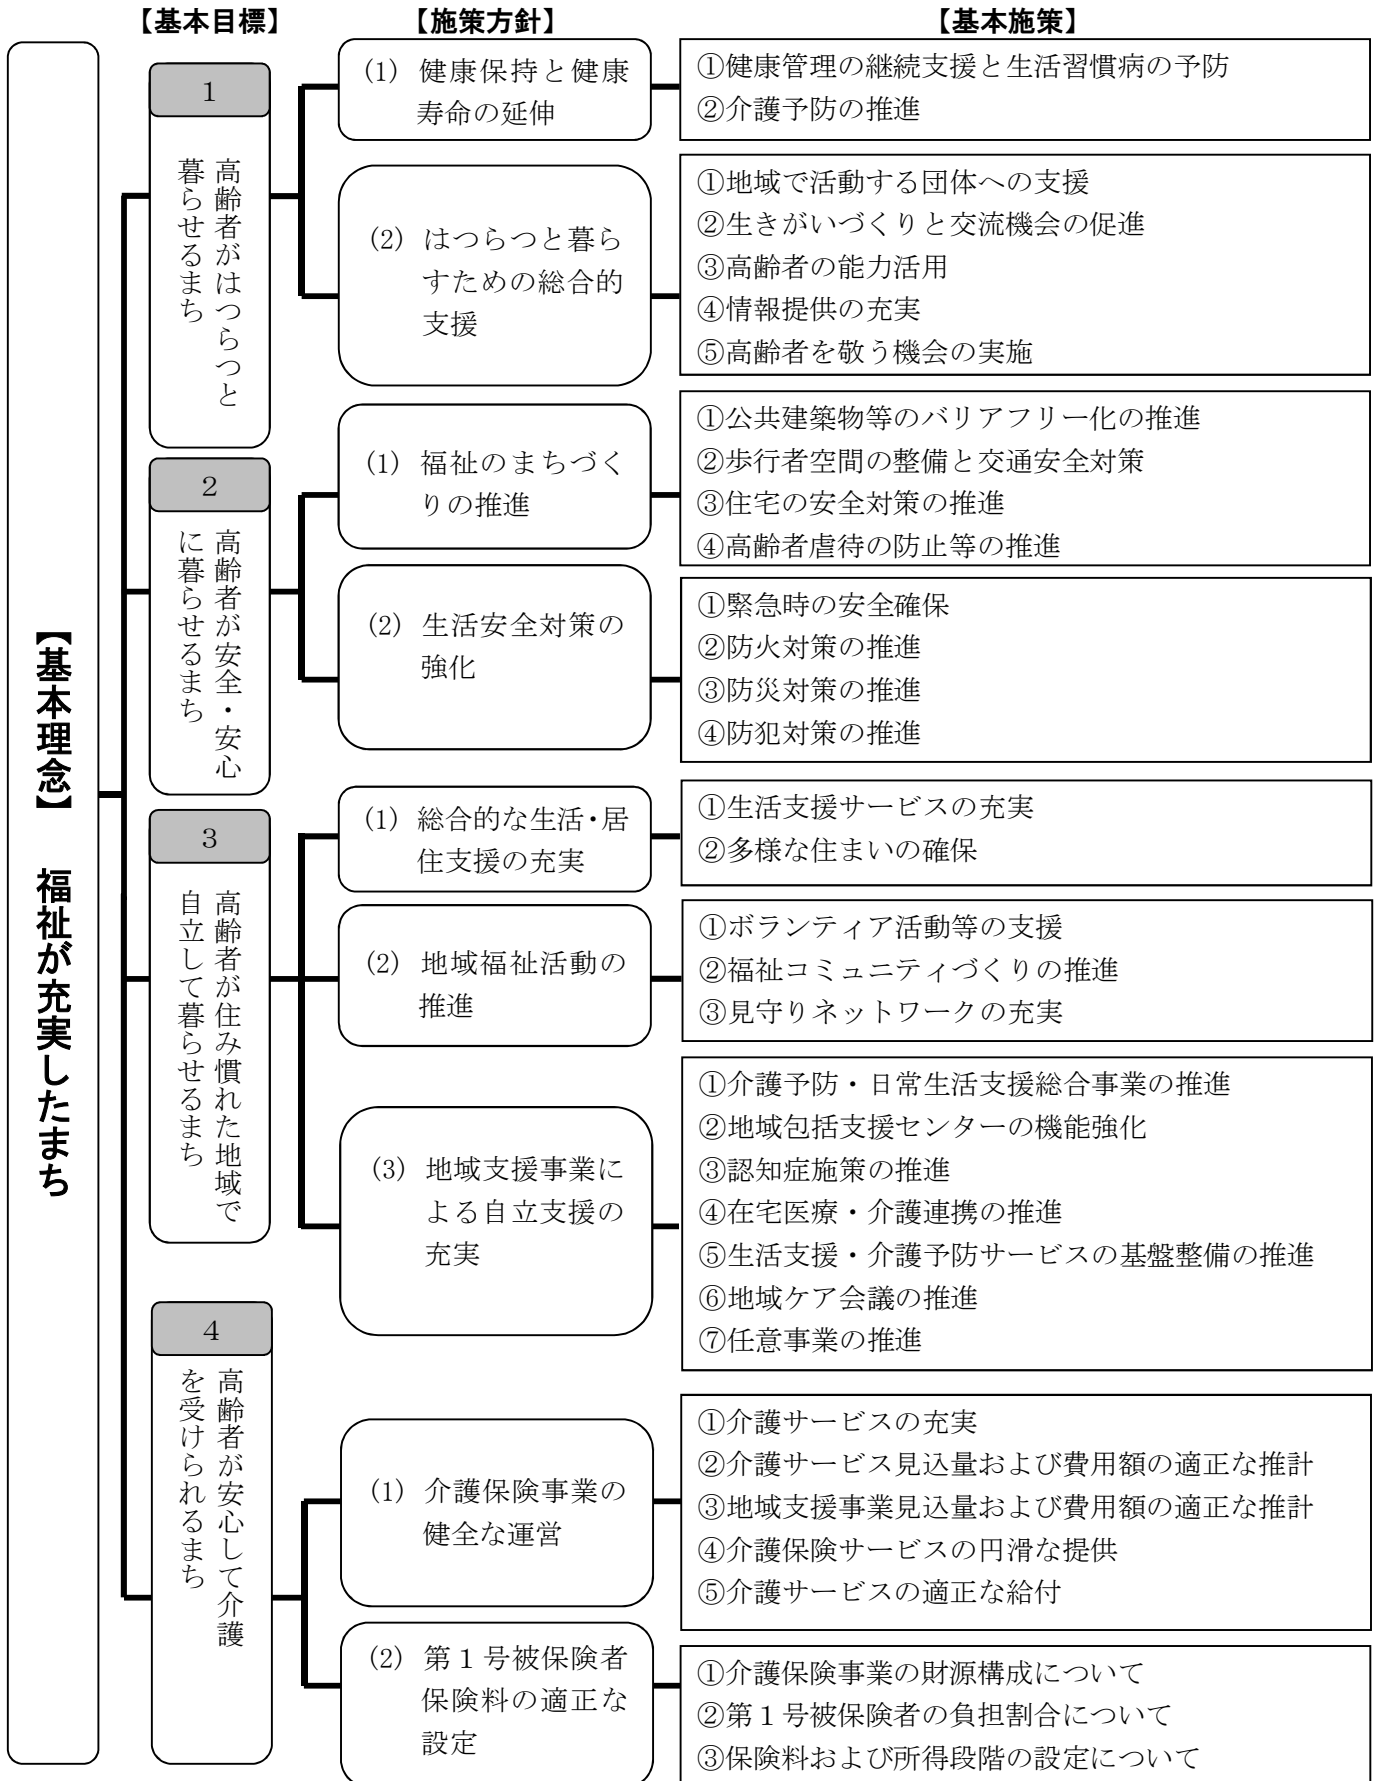 【基本目標】
【施策方針】
【基本施策】
【基本理念】 福祉が充実したまち
1
高齢者がはつらつと
暮らせるまち
(1) 健康保持と健康
寿命の延伸
①健康管理の継続支援と生活習慣病の予防
②介護予防の推進
(2) はつらつと暮ら
すための総合的
支援
①地域で活動する団体への支援
②生きがいづくりと交流機会の促進
③高齢者の能力活用
④情報提供の充実
⑤高齢者を敬う機会の実施
2
高齢者が安全・安心
に暮らせるまち
(1) 福祉のまちづく
りの推進
①公共建築物等のバリアフリー化の推進
②歩行者空間の整備と交通安全対策
③住宅の安全対策の推進
④高齢者虐待の防止等の推進
(2) 生活安全対策の
強化
①緊急時の安全確保
②防火対策の推進
③防災対策の推進
④防犯対策の推進
3
高齢者が住み慣れた地域で
自立して暮らせるまち
(1) 総合的な生活・居
住支援の充実
①生活支援サービスの充実
②多様な住まいの確保
(2) 地域福祉活動の
推進
①ボランティア活動等の支援
②福祉コミュニティづくりの推進
③見守りネットワークの充実
(3) 地域支援事業に
よる自立支援の
充実
①介護予防・日常生活支援総合事業の推進
②地域包括支援センターの機能強化
③認知症施策の推進
④在宅医療・介護連携の推進
⑤生活支援・介護予防サービスの基盤整備の推進
⑥地域ケア会議の推進
⑦任意事業の推進
4
高齢者が安心して介護
を受けられるまち
(1) 介護保険事業の
健全な運営
①介護サービスの充実
②介護サービス見込量および費用額の適正な推計
③地域支援事業見込量および費用額の適正な推計
④介護保険サービスの円滑な提供
⑤介護サービスの適正な給付
(2) 第１号被保険者
保険料の適正な
設定
①介護保険事業の財源構成について
②第１号被保険者の負担割合について
③保険料および所得段階の設定について